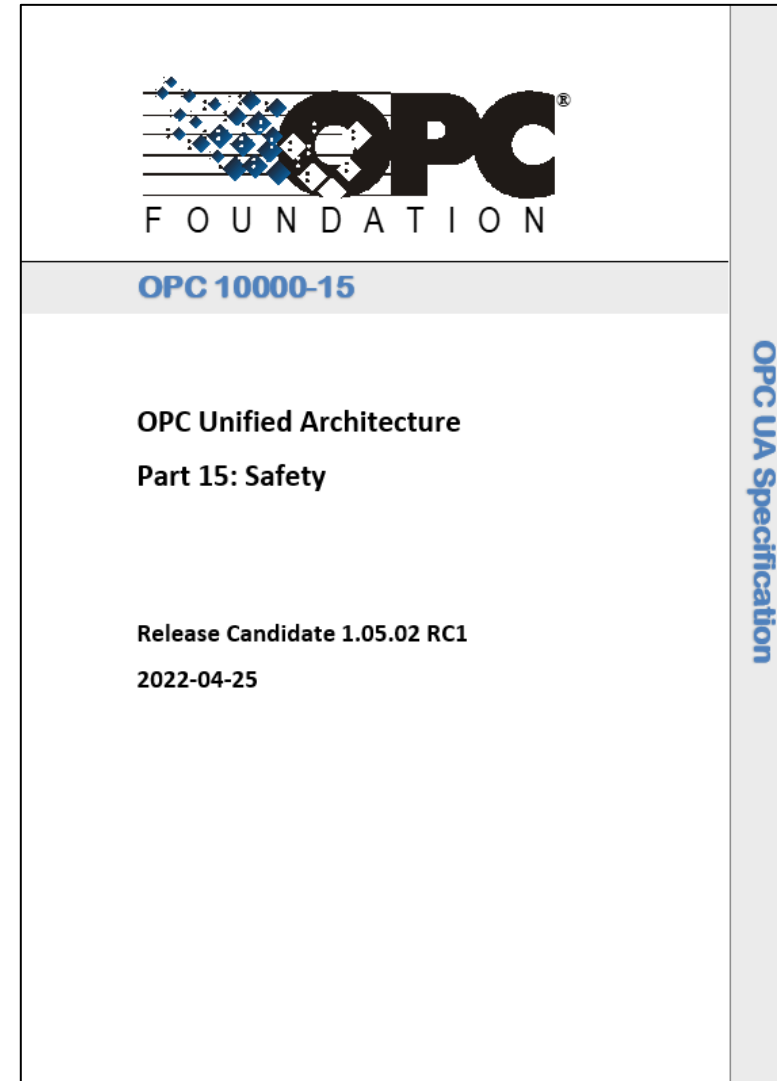 OPC®
FOUNDATION
OPC 10000-15
OPC Unified Architecture
Part 15: Safety
Release Candidate 1.05.02 RC1
2022-04-25
OPC UA Specification